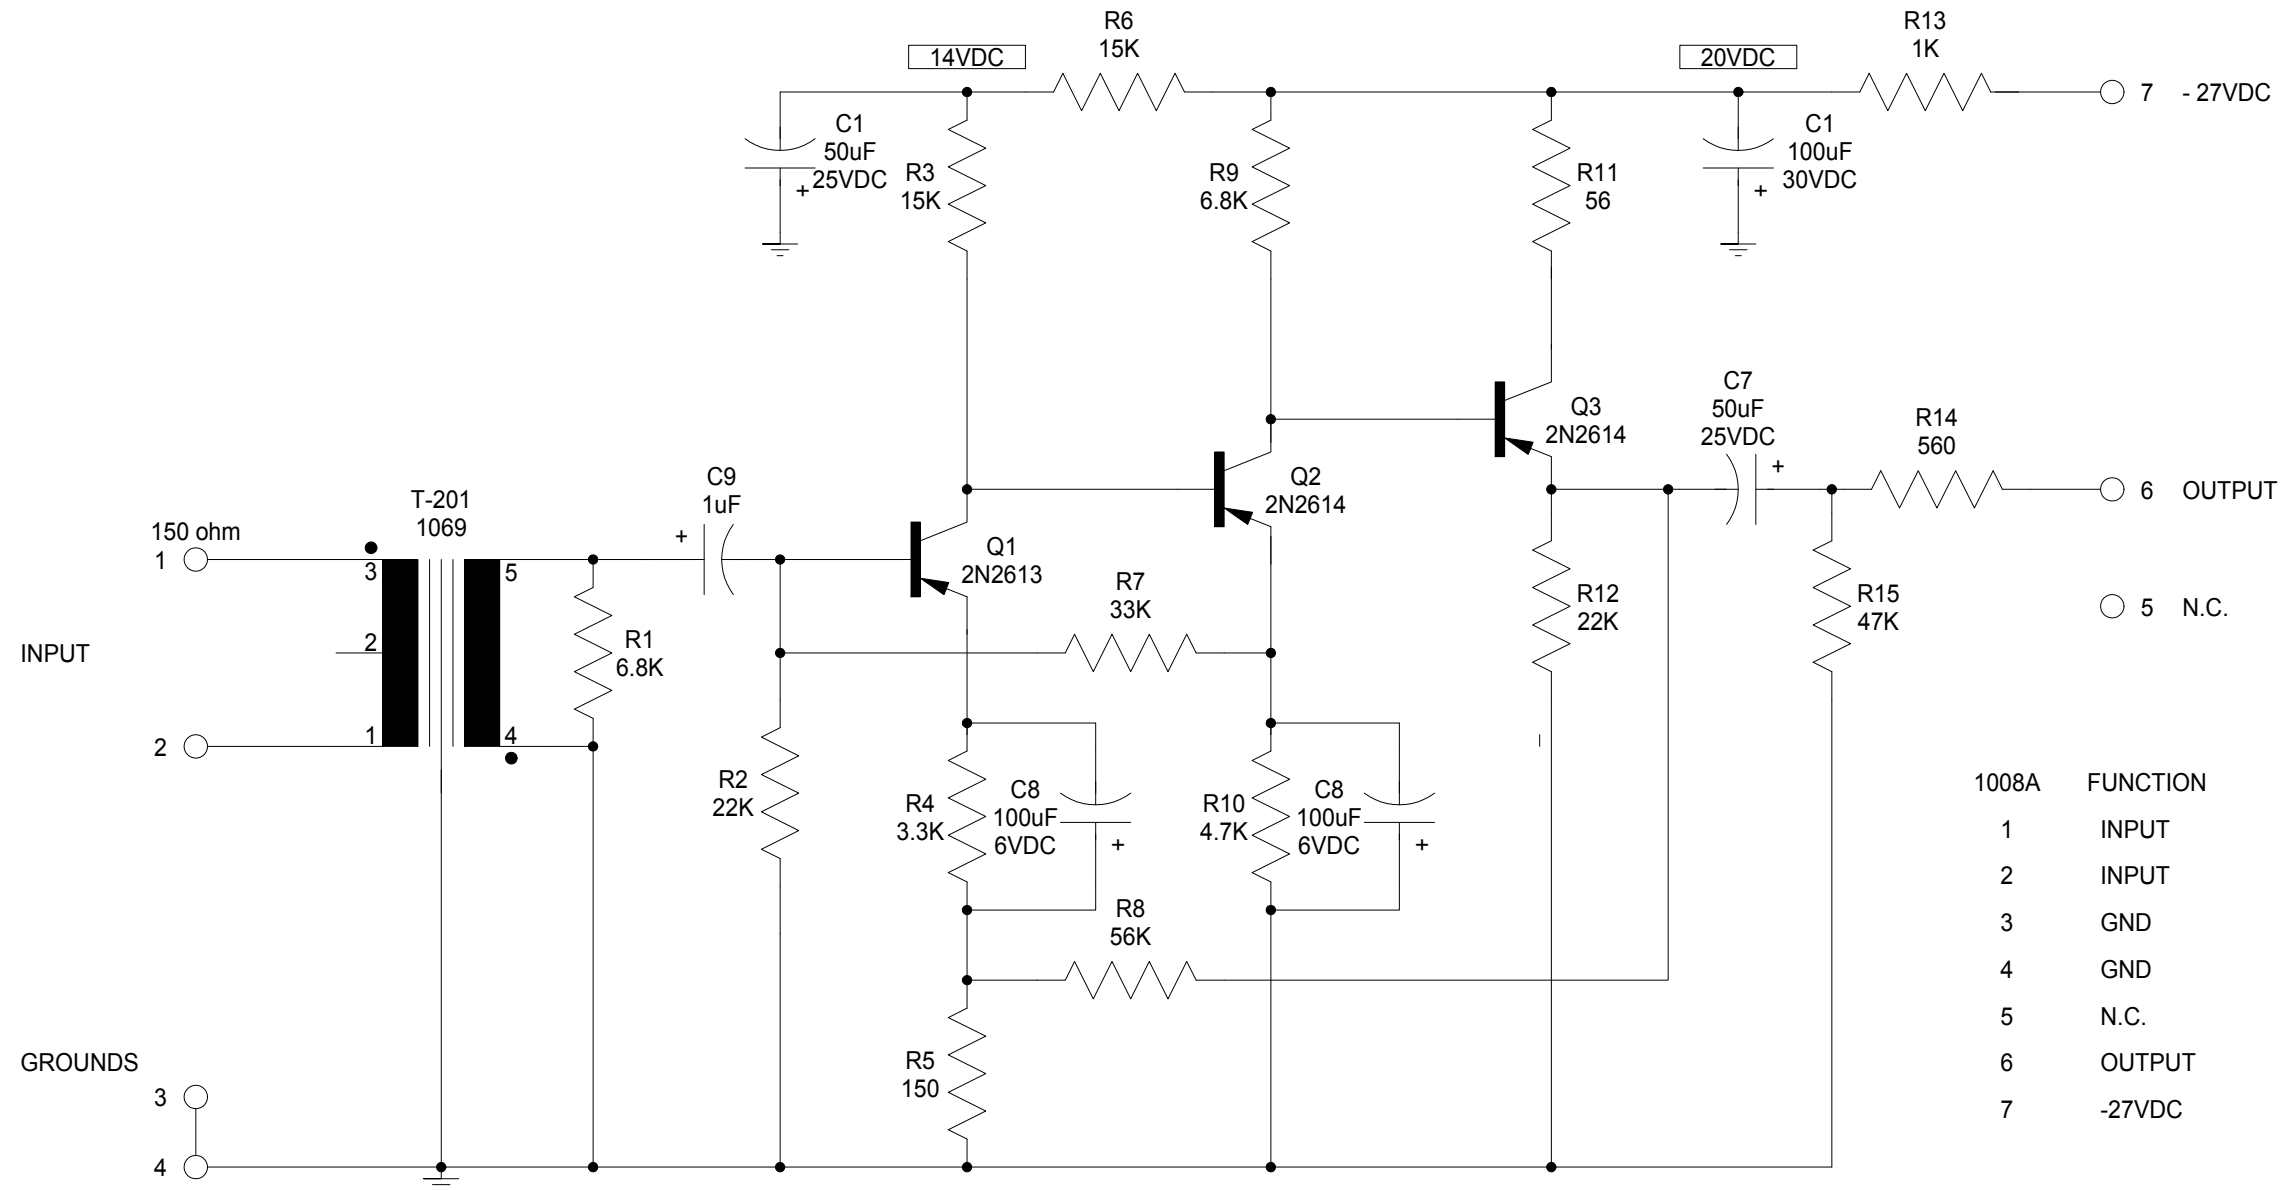 R6
15K
R13
1K
14VDC
20VDC
7 - 27VDC
C1
50uF
25VDC
+
R3
15K
R9
6.8K
R11
56
C1
100uF
30VDC
+
Q3
2N2614
C7
50uF
25VDC
+
R14
560
6 OUTPUT
T-201
1069
C9
1uF
+
Q2
2N2614
150 ohm
1
3
5
Q1
2N2613
R7
33K
R12
22K
R15
47K
5 N.C.
INPUT
2
R1
6.8K
2
1
4
R2
22K
R4
3.3K
C8
100uF
6VDC
+
R10
4.7K
C8
100uF
6VDC
+
R8
56K
R5
150
GROUNDS
3
4
1008A FUNCTION
1 INPUT
2 INPUT
3 GND
4 GND
5 N.C.
6 OUTPUT
7 -27VDC